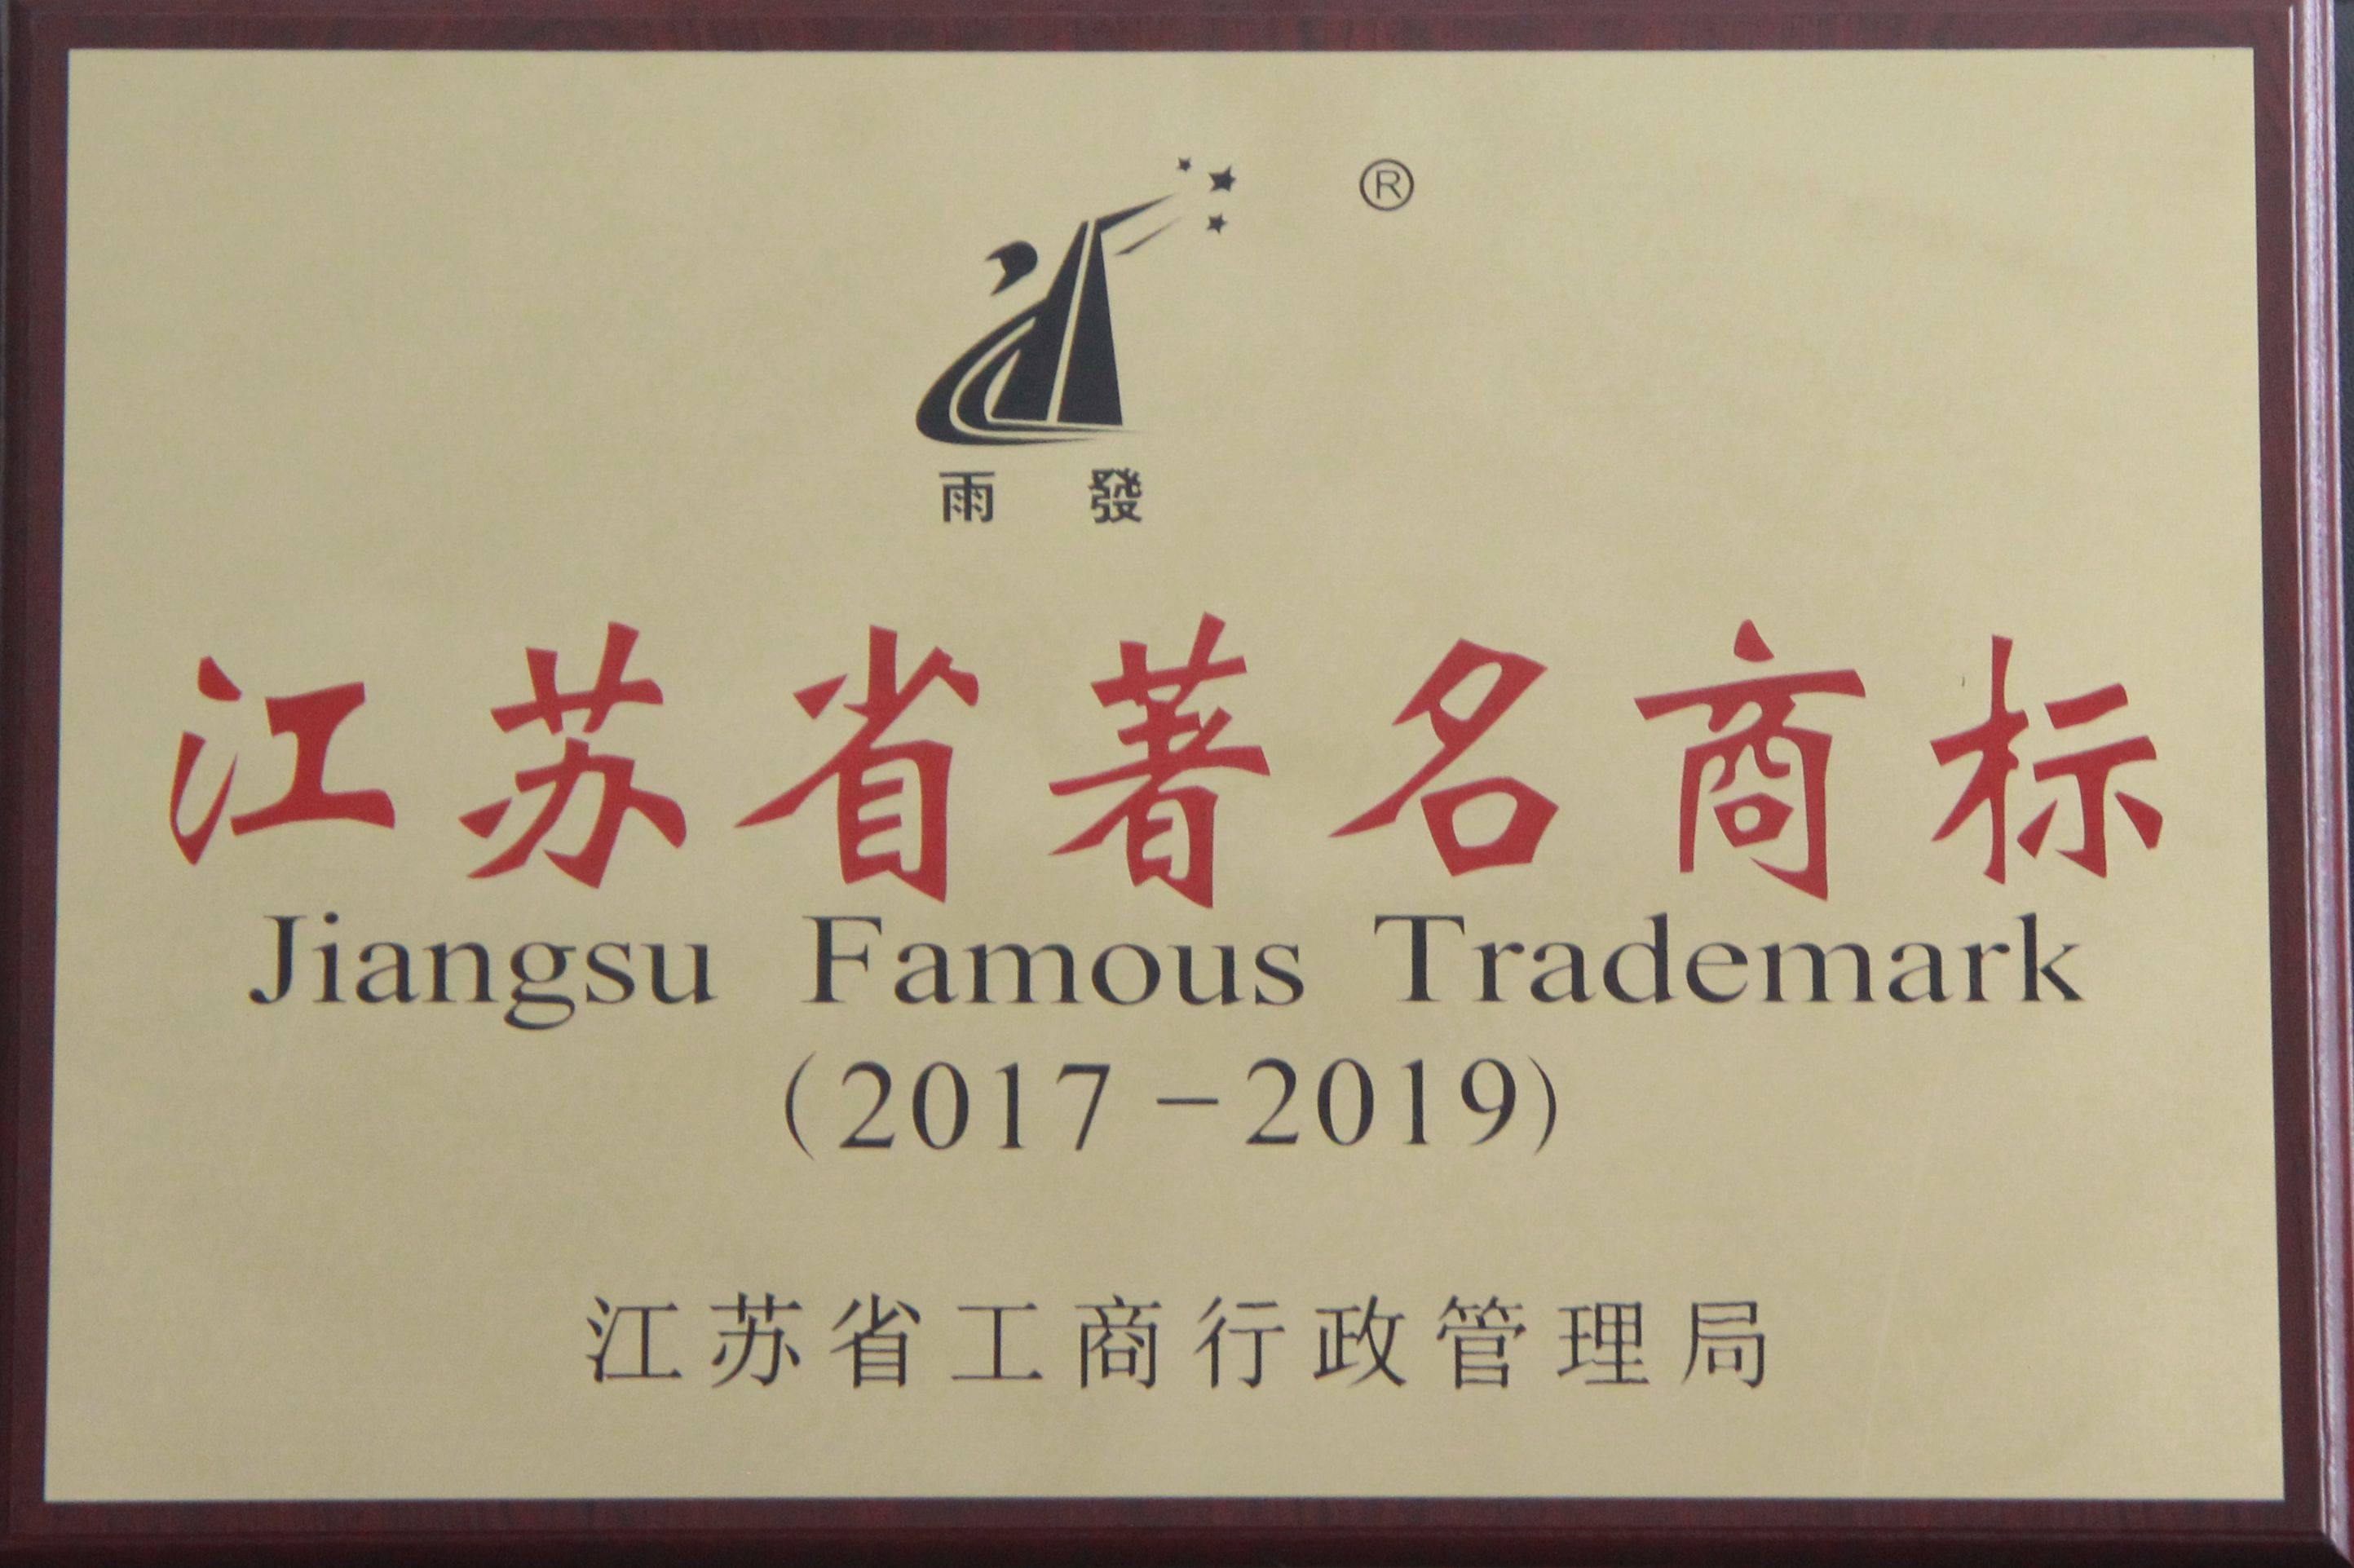 ®
雨 發
江苏省著名商标
Jiangsu Famous Trademark
(2017-2019)
江苏省工商行政管理局